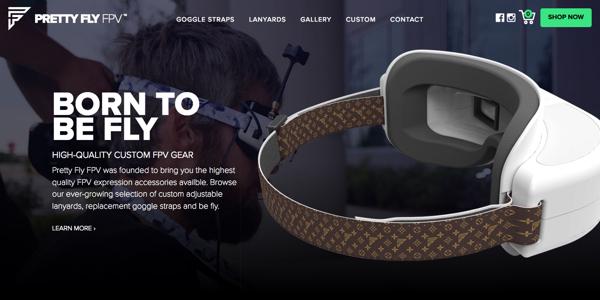 PRETTY FLY FPV™
GOGGLE STRAPS
LANYARDS
GALLERY
CUSTOM
CONTACT
SHOP NOW
BORN TO
BE FLY
HIGH-QUALITY CUSTOM FPV GEAR
Pretty Fly FPV was founded to bring you the highest
quality FPV expression accessories availble. Browse
our ever-growing selection of custom adjustable
lanyards, replacement goggle straps and be fly.
LEARN MORE ›